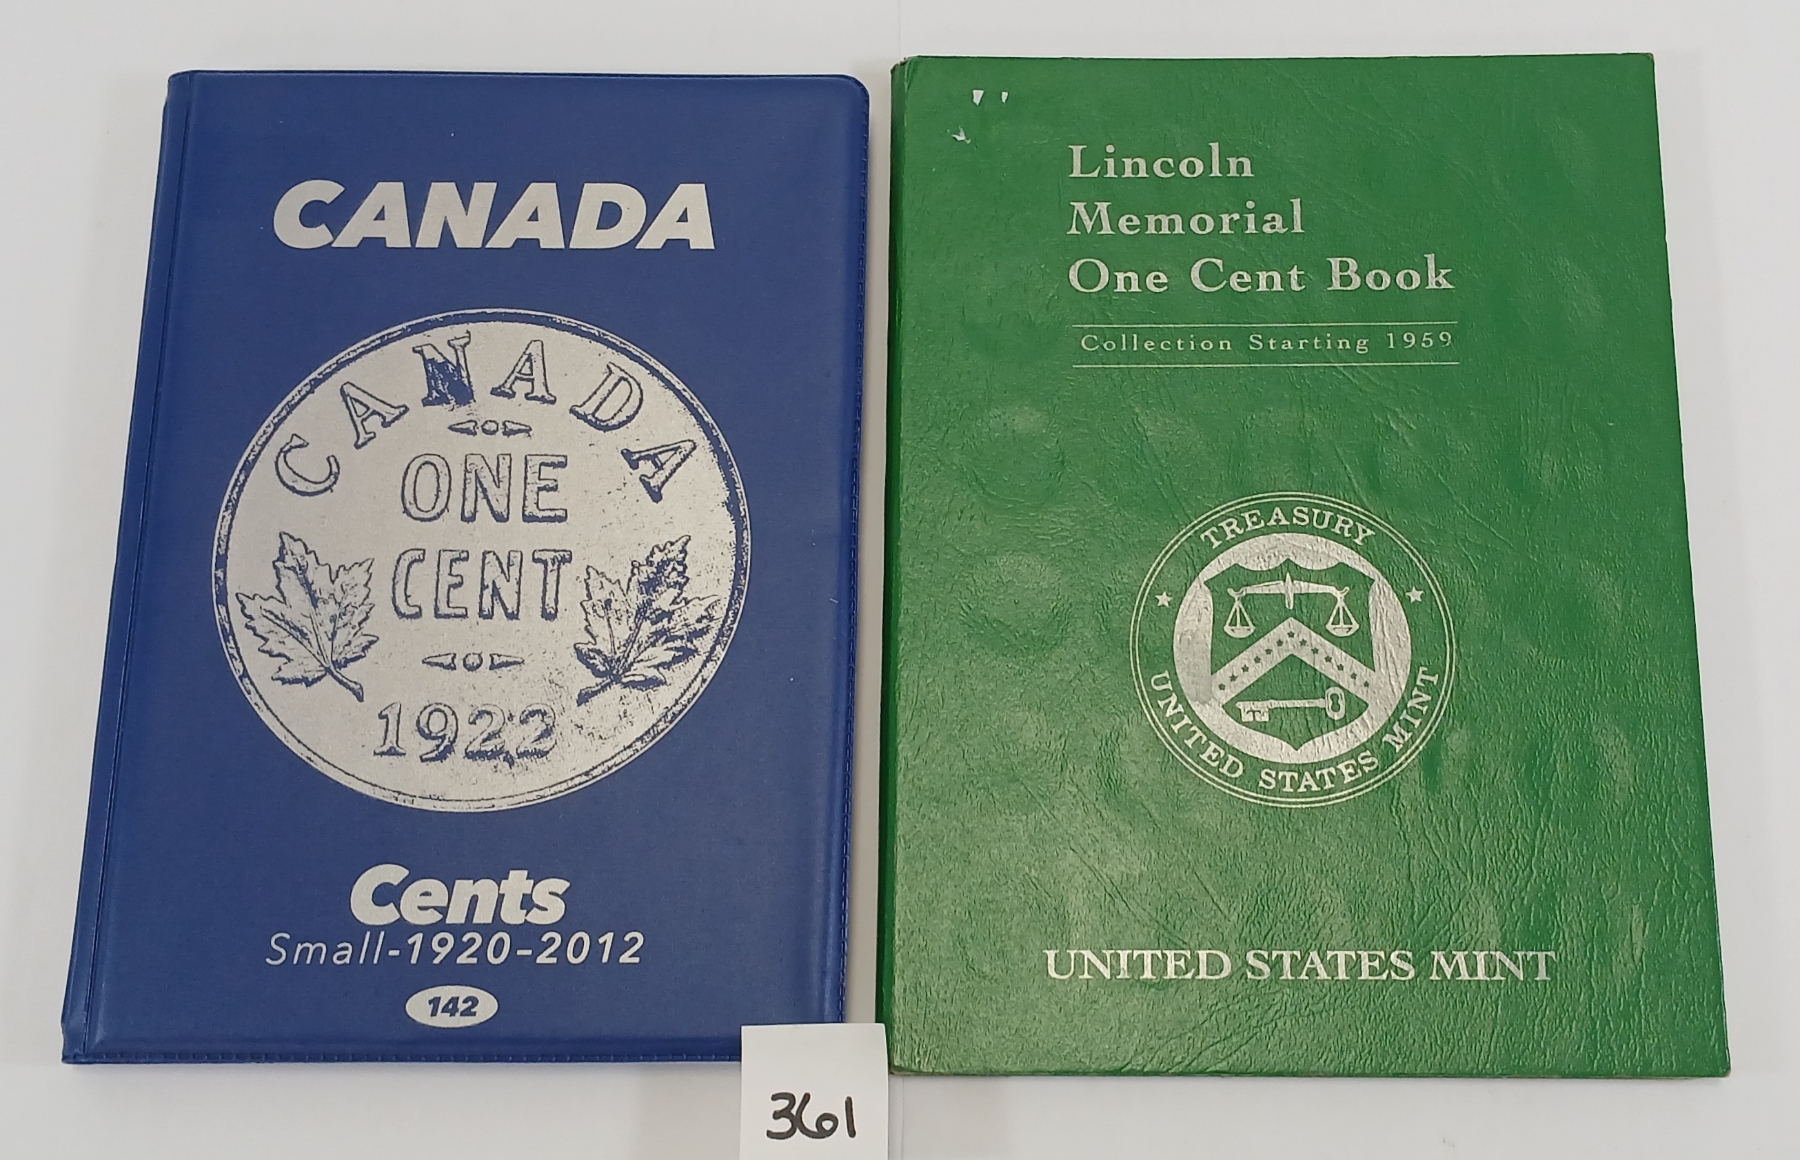 CANADA
CANADA
ONE
CENT
1922
Cents
Small-1920-2012
142
Lincoln
Memorial
One Cent Book
Collection Starting 1959
TREASURY
UNITED STATES MINT
UNITED STATES MINT
361